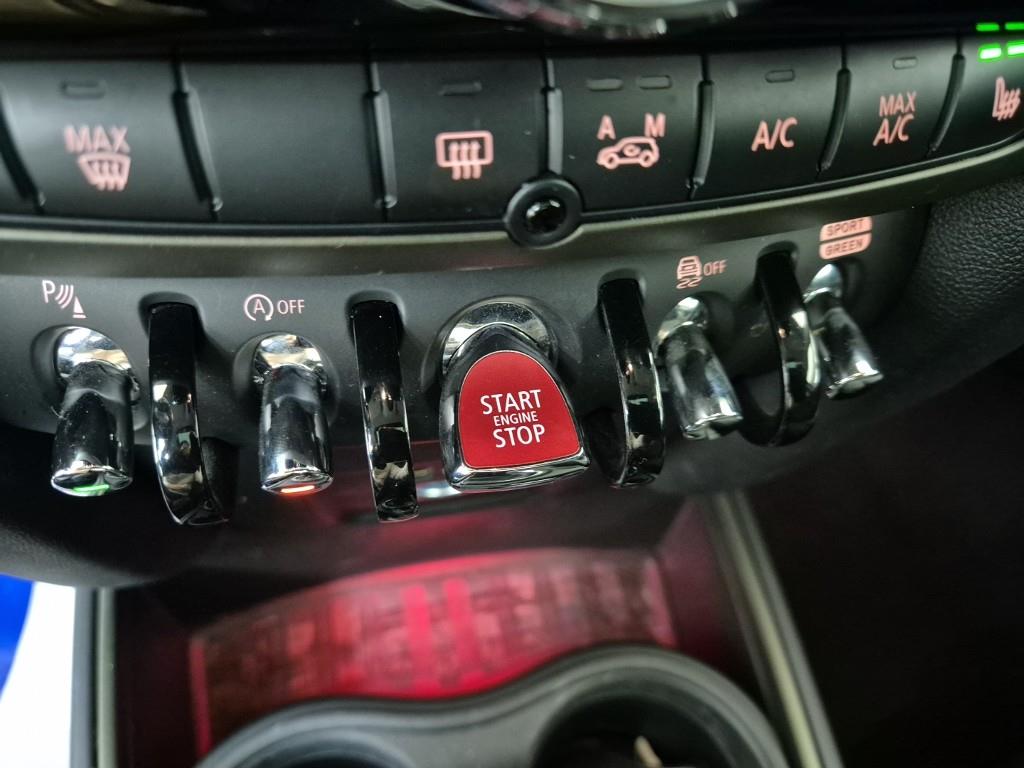 MAX
A M
A/C
MAX
A/C
P
A OFF
OFF
SPORT
GREEN
START
ENGINE
STOP